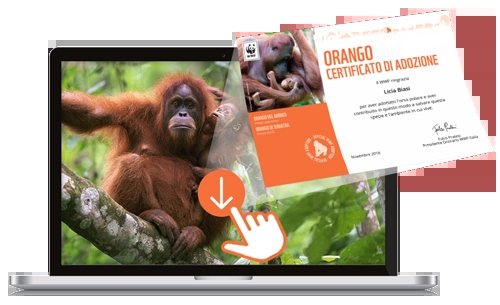 WWF
ORANGO
CERTIFICATO DI ADOZIONE
Il WWF ringrazia
Licia Biasi
per aver adottato l'orso polare e aver
contribuito in questo modo a salvare questa
specie e l'ambiente in cui vive.
ORANGO DEL BORNEO
ORANGO DI SUMATRA
Fulco Pratesi
Presidente Onorario WWF Italia
Novembre 2016